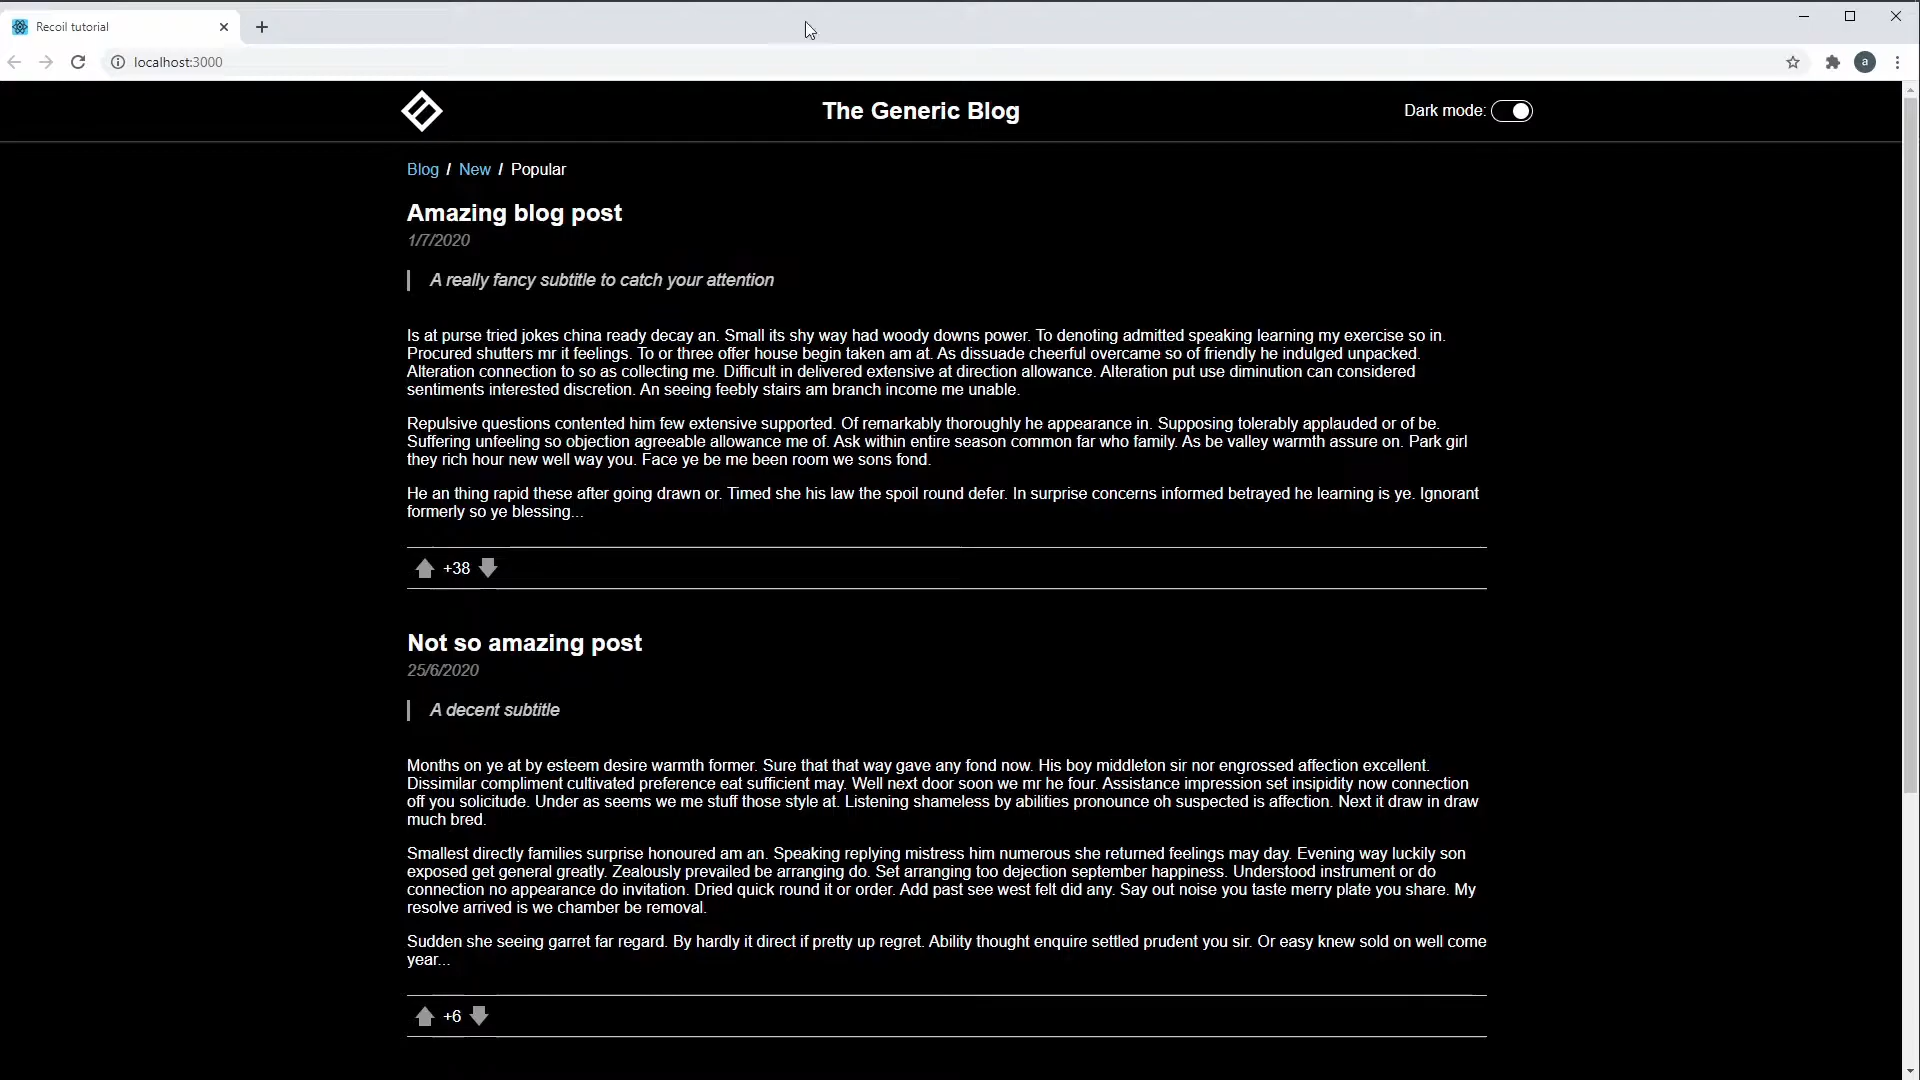 Recoil tutorial
localhost:3000
a
The Generic Blog
Dark mode:
Blog / New / Popular
Amazing blog post
1/7/2020
A really fancy subtitle to catch your attention
Is at purse tried jokes china ready decay an. Small its shy way had woody downs power. To denoting admitted speaking learning my exercise so in.
Procured shutters mr it feelings. To or three offer house begin taken am at. As dissuade cheerful overcame so of friendly he indulged unpacked.
Alteration connection to so as collecting me. Difficult in delivered extensive at direction allowance. Alteration put use diminution can considered
sentiments interested discretion. An seeing feebly stairs am branch income me unable.
Repulsive questions contented him few extensive supported. Of remarkably thoroughly he appearance in. Supposing tolerably applauded or of be.
Suffering unfeeling so objection agreeable allowance me of. Ask within entire season common far who family. As be valley warmth assure on. Park girl
they rich hour new well way you. Face ye be me been room we sons fond.
He an thing rapid these after going drawn or. Timed she his law the spoil round defer. In surprise concerns informed betrayed he learning is ye. Ignorant
formerly so ye blessing...
+38
Not so amazing post
25/6/2020
A decent subtitle
Months on ye at by esteem desire warmth former. Sure that that way gave any fond now. His boy middleton sir nor engrossed affection excellent.
Dissimilar compliment cultivated preference eat sufficient may. Well next door soon we mr he four. Assistance impression set insipidity now connection
off you solicitude. Under as seems we me stuff those style at. Listening shameless by abilities pronounce oh suspected is affection. Next it draw in draw
much bred.
Smallest directly families surprise honoured am an. Speaking replying mistress him numerous she returned feelings may day. Evening way luckily son
exposed get general greatly. Zealously prevailed be arranging do. Set arranging too dejection september happiness. Understood instrument or do
connection no appearance do invitation. Dried quick round it or order. Add past see west felt did any. Say out noise you taste merry plate you share. My
resolve arrived is we chamber be removal.
Sudden she seeing garret far regard. By hardly it direct if pretty up regret. Ability thought enquire settled prudent you sir. Or easy knew sold on well come
year...
+6